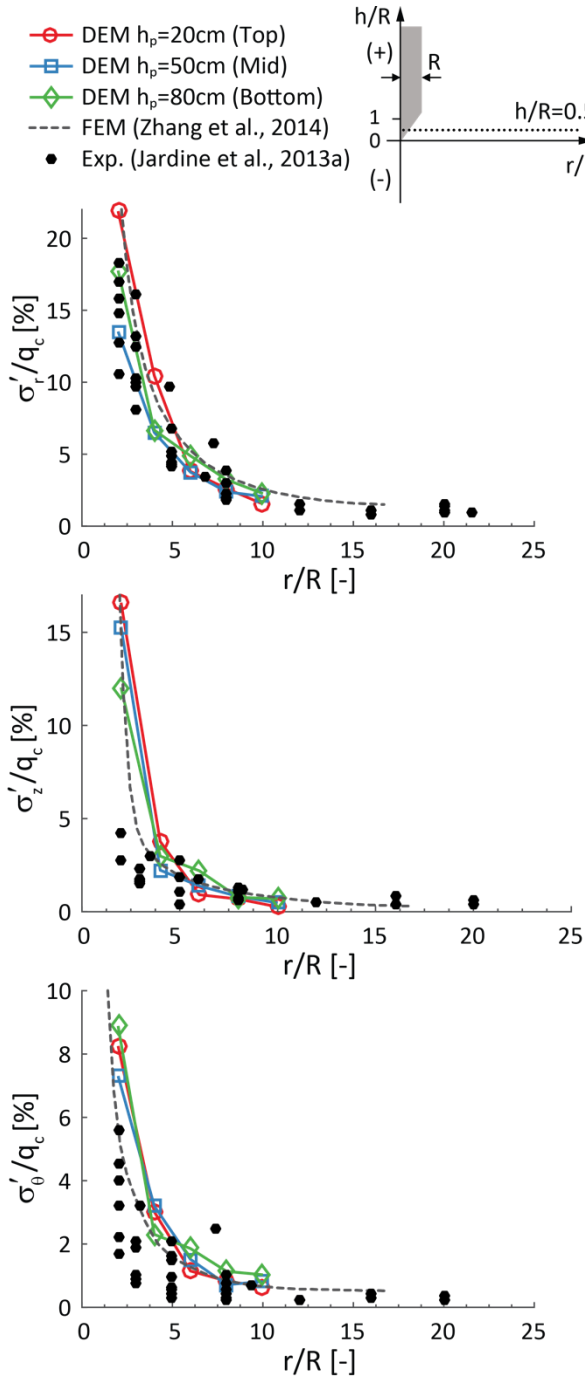 DEM hp=20cm (Top)
DEM hp=50cm (Mid)
DEM hp=80cm (Bottom)
FEM (Zhang et al., 2014)
Exp. (Jardine et al., 2013a)
h/R
(+)
R
1
h/R=0.5
0
(-)
r/
σ′r/qc [%]
20
15
10
5
0
0 5 10 15 20 25
r/R [-]
σ′z/qc [%]
15
10
5
0
0 5 10 15 20 25
r/R [-]
σ′θ/qc [%]
10
8
6
4
2
0
0 5 10 15 20 25
r/R [-]